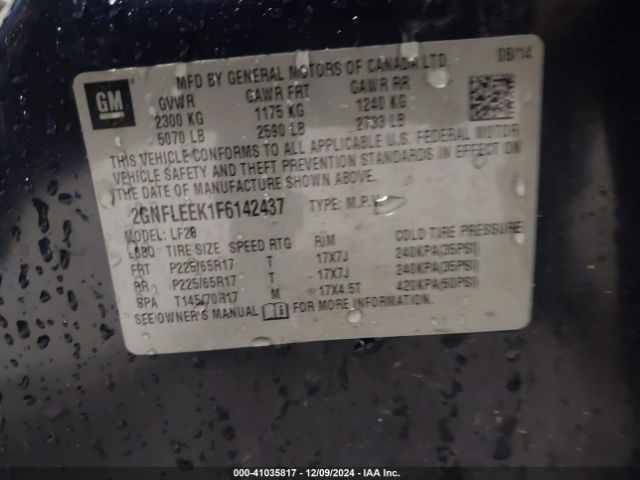 GM
MFD BY GENERAL MOTORS OF CANADA LTD.
08/14
GVWR GAWR FRT GAWR RR
2300 KG 1175 KG 1240 KG
5070 LB 2590 LB 2733 LB
THIS VEHICLE CONFORMS TO ALL APPLICABLE U.S. FEDERAL MOTOR
VEHICLE SAFETY AND THEFT PREVENTION STANDARDS IN EFFECT ON
THE DATE OF MANUFACTURE SHOWN ABOVE.
2GNFLEEK1F6142437 TYPE: M.P.V.
MODEL: LF26
TIRE SIZE SPEED RTG RIM COLD TIRE PRESSURE
FRT P225/65R17 T 17X7J 240KPA(35PSI)
RR P225/65R17 T 17X7J 240KPA(35PSI)
SPA T145/70R17 M 17X4.5T 420KPA(60PSI)
SEE OWNER'S MANUAL FOR MORE INFORMATION.
000-41035817 - 12/09/2024 - IAA Inc.